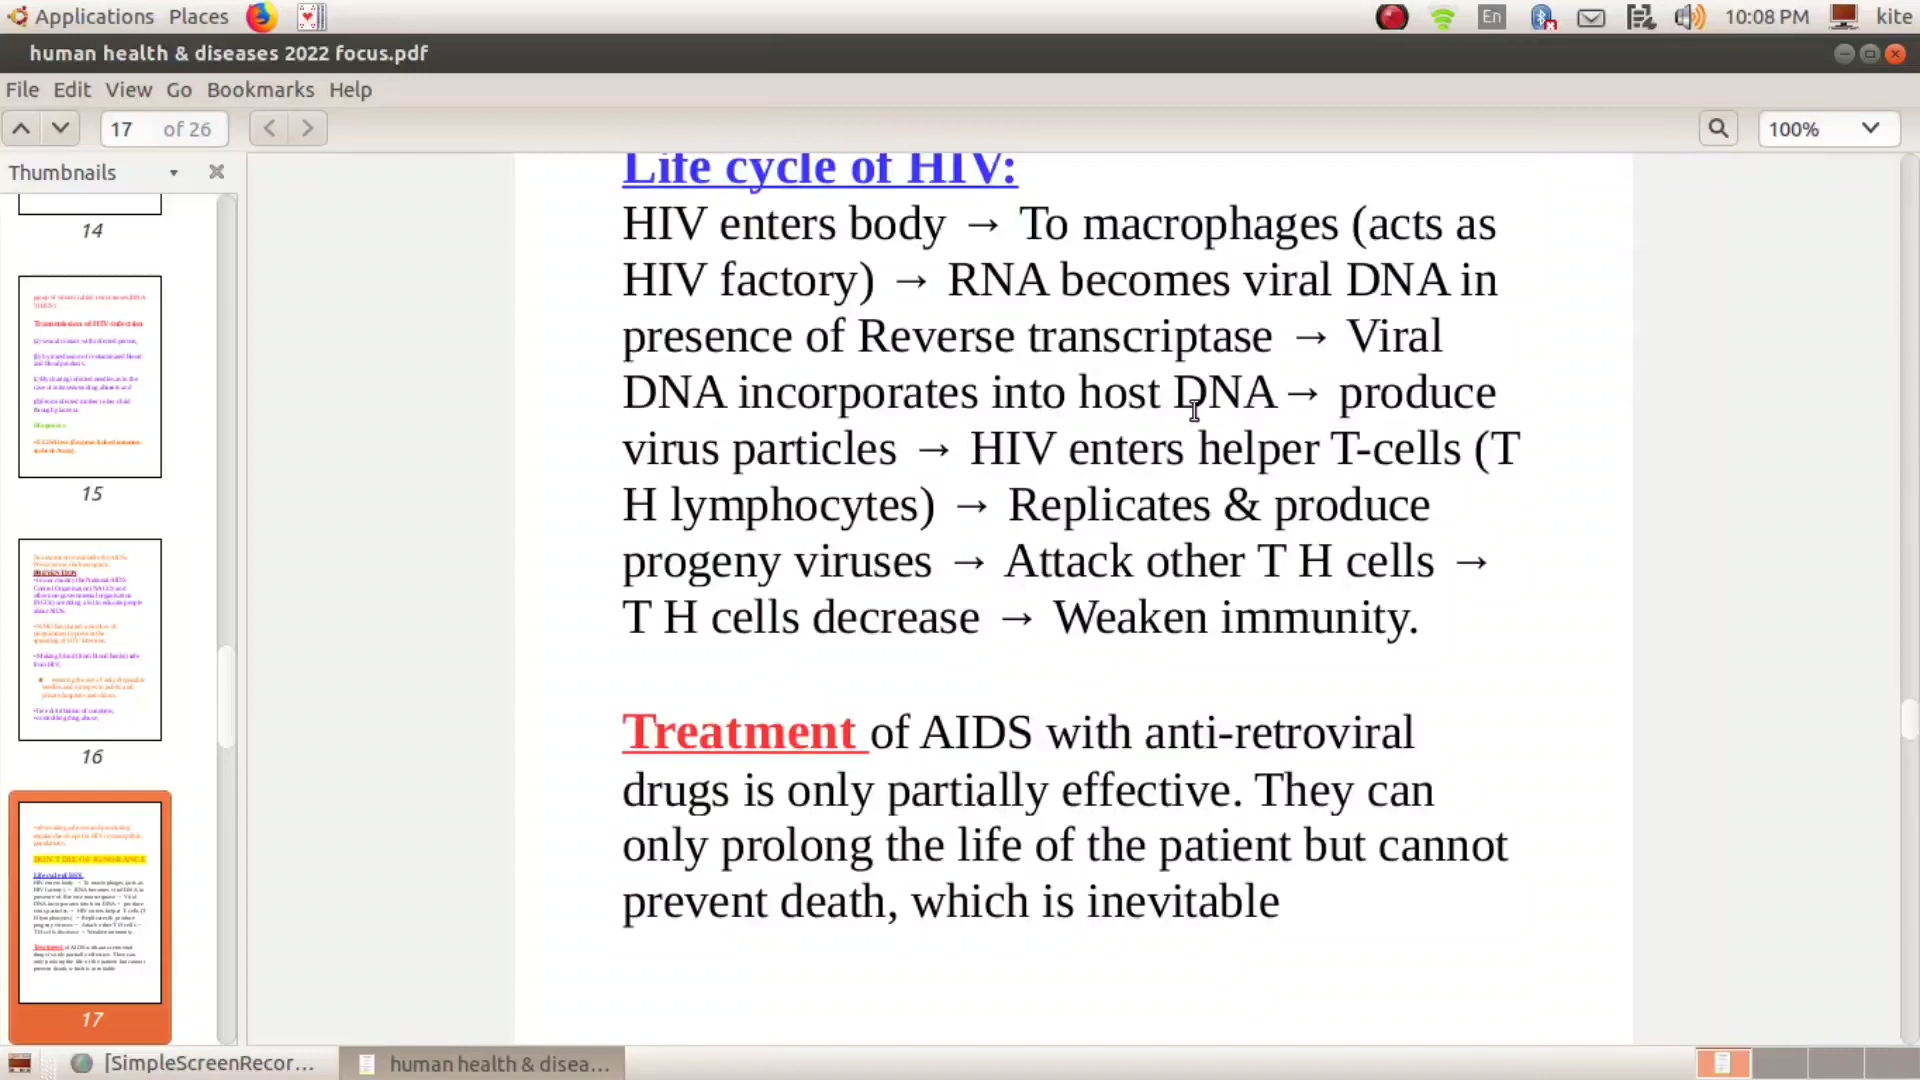 Applications Places En 10:08 PM kite
human health & diseases 2022 focus.pdf
File Edit View Go Bookmarks Help
17 of 26 100%
Thumbnails
14
15
16
DON'T DIE OF IGNORANCE
17
Life cycle of HIV:
HIV enters body → To macrophages (acts as
HIV factory) → RNA becomes viral DNA in
presence of Reverse transcriptase → Viral
DNA incorporates into host DNA→ produce
virus particles → HIV enters helper T-cells (T
H lymphocytes) → Replicates & produce
progeny viruses → Attack other T H cells →
T H cells decrease → Weaken immunity.
Treatment of AIDS with anti-retroviral
drugs is only partially effective. They can
only prolong the life of the patient but cannot
prevent death, which is inevitable
[SimpleScreenRecor... human health & disea...